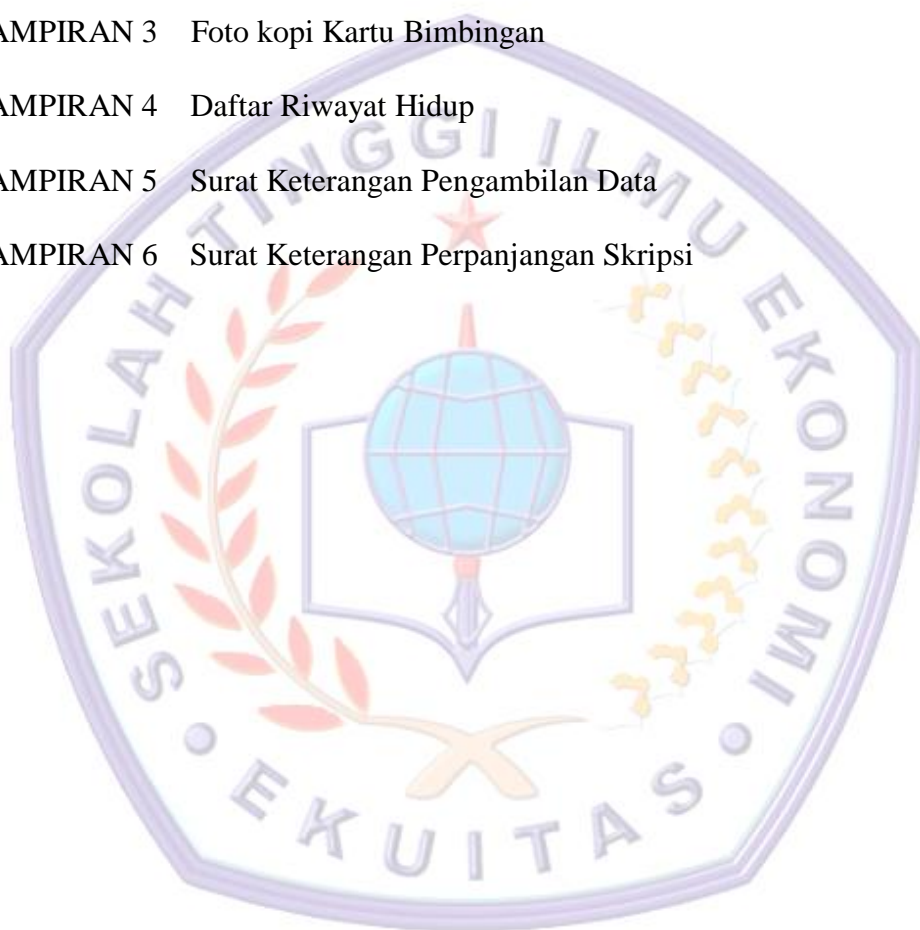 AMPIRAN 3 Foto kopi Kartu Bimbingan
AMPIRAN 4 Daftar Riwayat Hidup
AMPIRAN 5 Surat Keterangan Pengambilan Data
AMPIRAN 6 Surat Keterangan Perpanjangan Skripsi
SEKOLAH TINGGI ILMU EKONOMI
• EKUITAS •